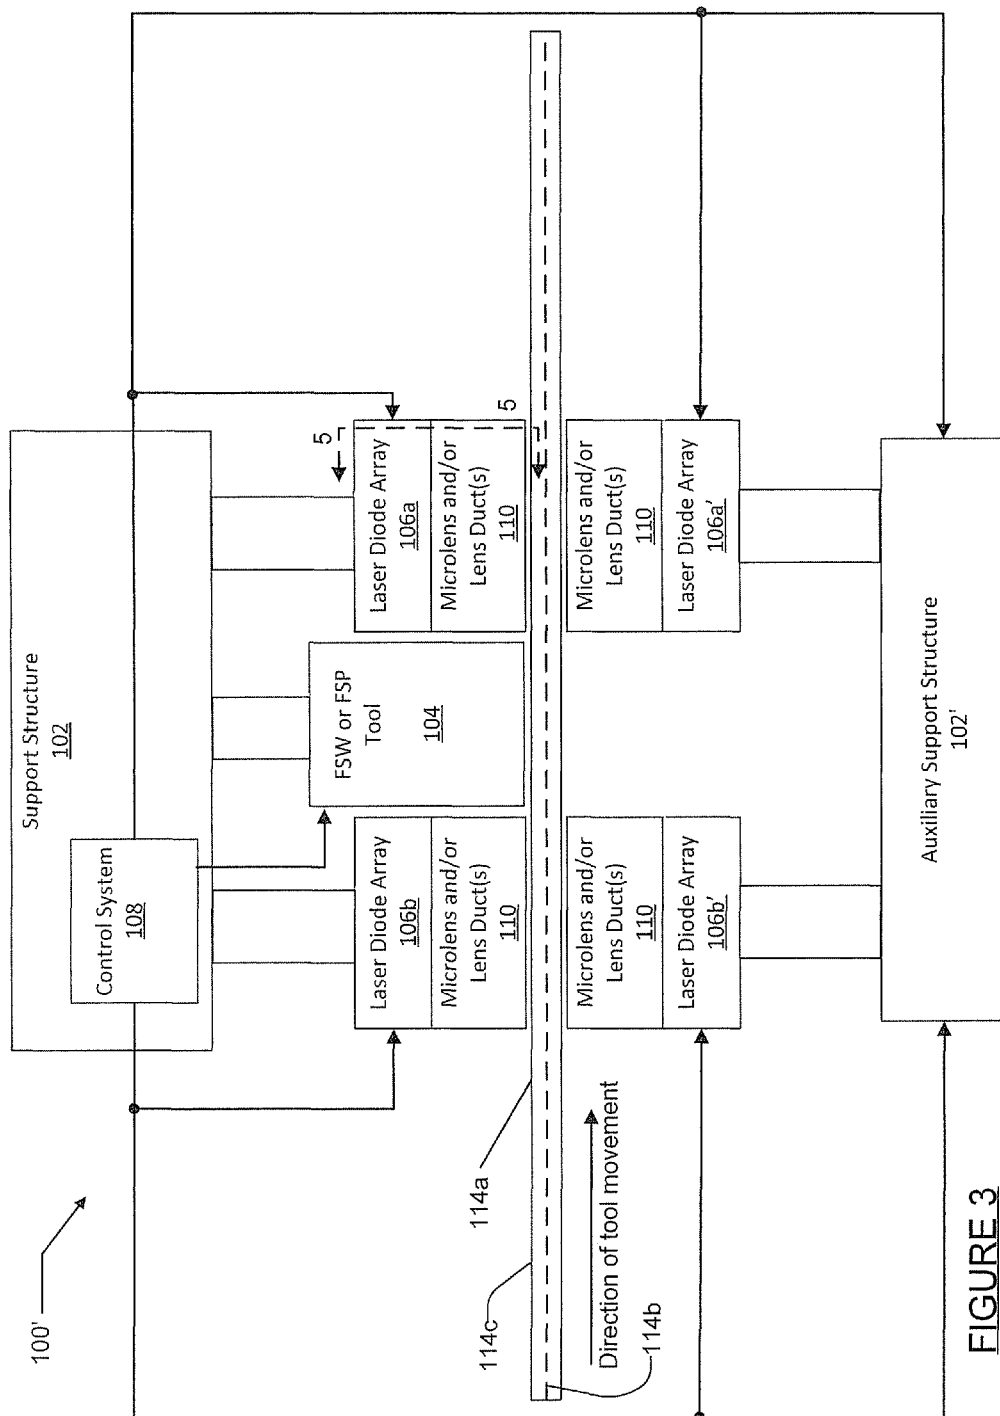 100'
Support Structure
102
Control System
108
FSW or FSP
Tool
104
Laser Diode Array
106b
Microlens and/or
Lens Duct(s)
110
Laser Diode Array
106a
Microlens and/or
Lens Duct(s)
110
5
5
114a
114c
114b
Direction of tool movement
Microlens and/or
Lens Duct(s)
110
Laser Diode Array
106b'
Microlens and/or
Lens Duct(s)
110
Laser Diode Array
106a'
Auxiliary Support Structure
102'
FIGURE 3